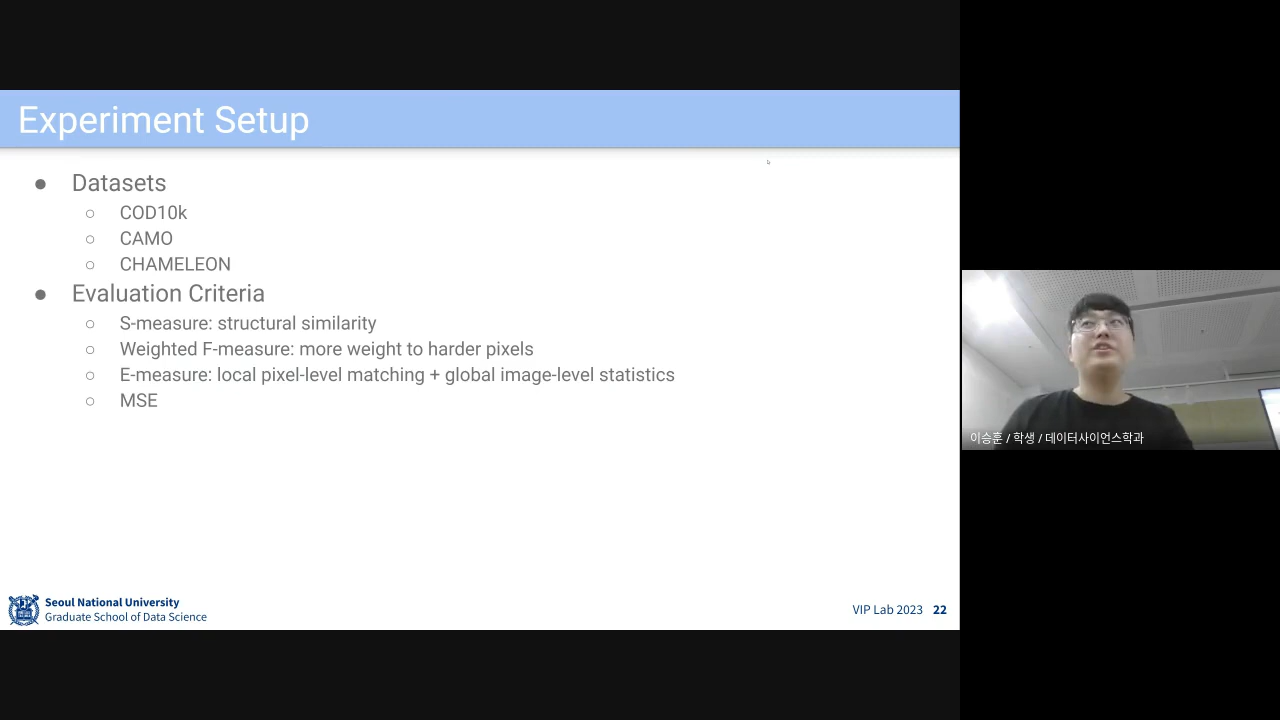 Experiment Setup
● Datasets
○ COD10k
○ CAMO
○ CHAMELEON
● Evaluation Criteria
○ S-measure: structural similarity
○ Weighted F-measure: more weight to harder pixels
○ E-measure: local pixel-level matching + global image-level statistics
○ MSE
이승훈 / 학생 / 데이터사이언스학과
Seoul National University
Graduate School of Data Science
VIP Lab 2023 22